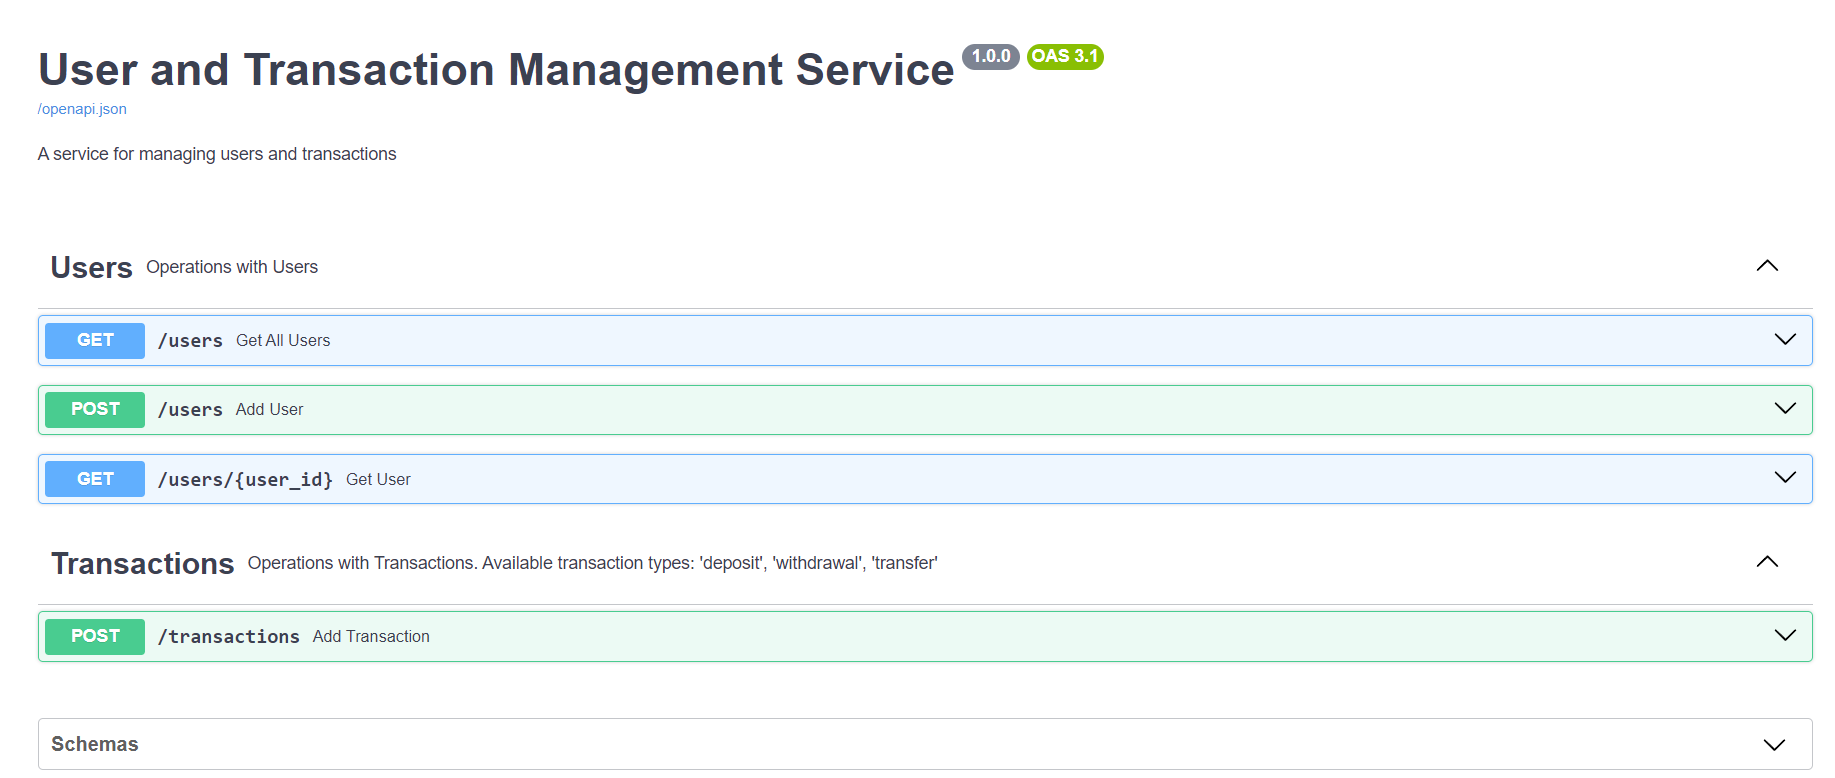 User and Transaction Management Service 1.0.0 OAS 3.1
/openapi.json
A service for managing users and transactions
Users Operations with Users
GET /users Get All Users
POST /users Add User
GET /users/{user_id} Get User
Transactions Operations with Transactions. Available transaction types: 'deposit', 'withdrawal', 'transfer'
POST /transactions Add Transaction
Schemas